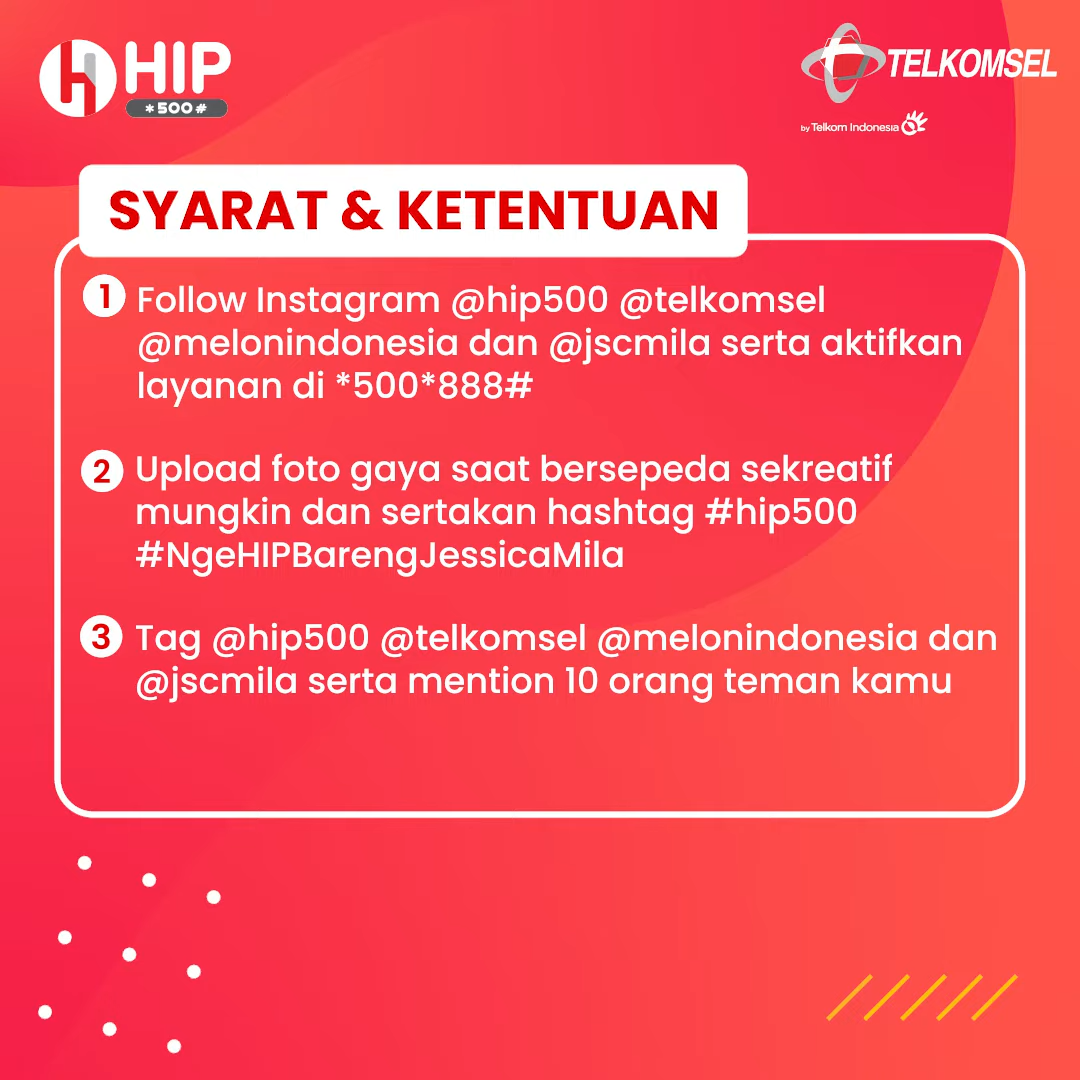 HIP
*500#
TELKOMSEL
by Telkom Indonesia
SYARAT & KETENTUAN
1 Follow Instagram @hip500 @telkomsel
@melonindonesia dan @jscmila serta aktifkan
layanan di *500*888#
2 Upload foto gaya saat bersepeda sekreatif
mungkin dan sertakan hashtag #hip500
#NgeHIPBarengJessicaMila
3 Tag @hip500 @telkomsel @melonindonesia dan
@jscmila serta mention 10 orang teman kamu